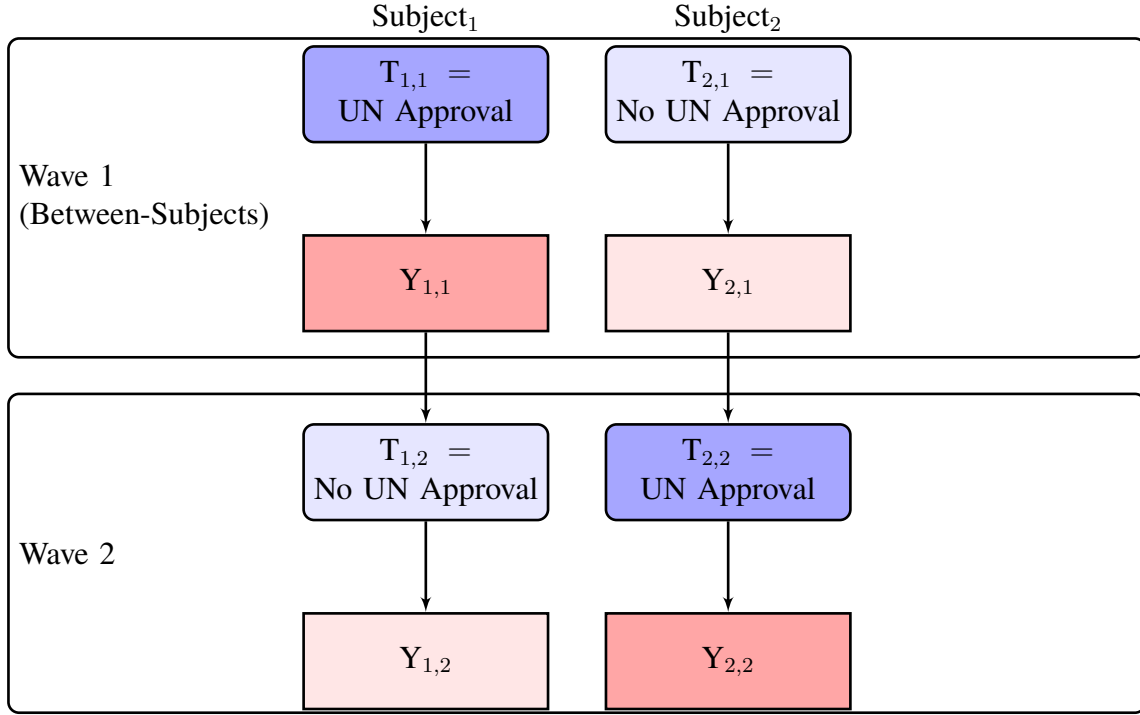 Subject₁ Subject₂
T₁,₁ =
UN Approval
T₂,₁ =
No UN Approval
Wave 1
(Between-Subjects)
Y₁,₁
Y₂,₁
T₁,₂ =
No UN Approval
T₂,₂ =
UN Approval
Wave 2
Y₁,₂
Y₂,₂